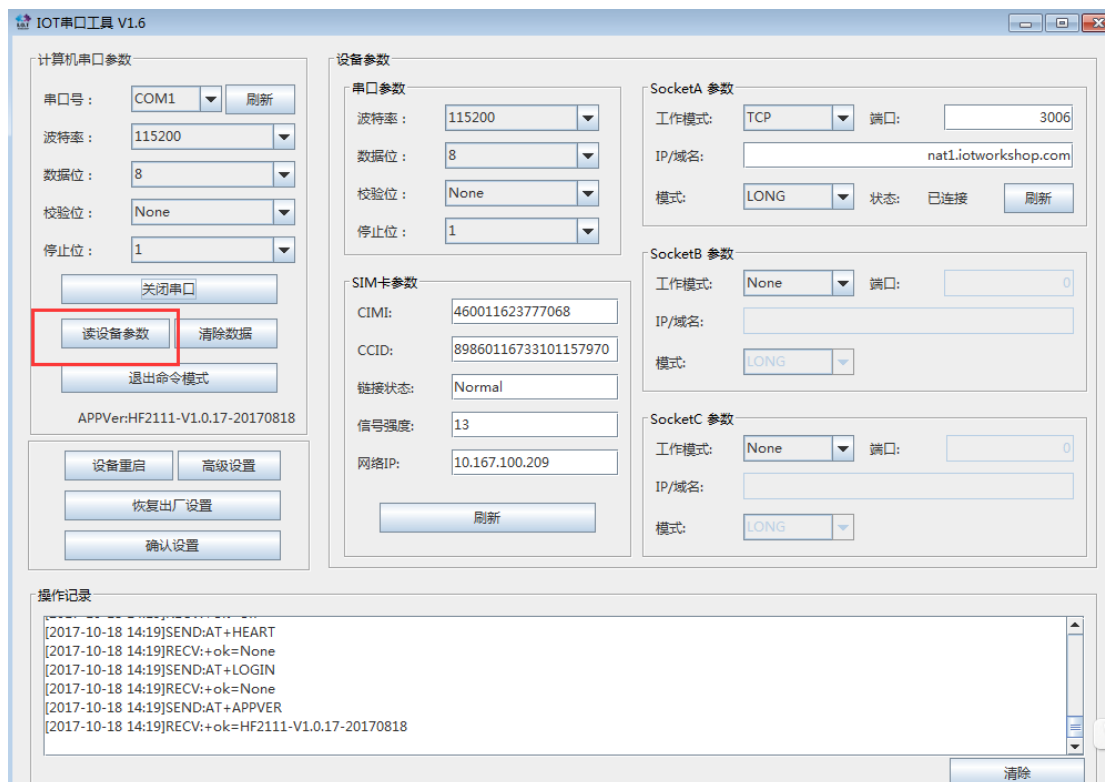 IOT串口工具 V1.6
计算机串口参数
串口号： COM1 刷新
波特率： 115200
数据位： 8
校验位： None
停止位： 1
关闭串口
读设备参数 清除数据
退出命令模式
APPVer:HF2111-V1.0.17-20170818
设备重启 高级设置
恢复出厂设置
确认设置
设备参数
串口参数
波特率： 115200
数据位： 8
校验位： None
停止位： 1
SIM卡参数
CIMI: 460011623777068
CCID: 89860116733101157970
链接状态: Normal
信号强度: 13
网络IP: 10.167.100.209
刷新
SocketA 参数
工作模式: TCP 端口: 3006
IP/域名: nat1.iotworkshop.com
模式: LONG 状态: 已连接 刷新
SocketB 参数
工作模式: None 端口: 0
IP/域名:
模式: LONG
SocketC 参数
工作模式: None 端口: 0
IP/域名:
模式: LONG
操作记录
[2017-10-18 14:19]SEND:AT+HEART
[2017-10-18 14:19]RECV:+ok=None
[2017-10-18 14:19]SEND:AT+LOGIN
[2017-10-18 14:19]RECV:+ok=None
[2017-10-18 14:19]SEND:AT+APPVER
[2017-10-18 14:19]RECV:+ok=HF2111-V1.0.17-20170818
清除